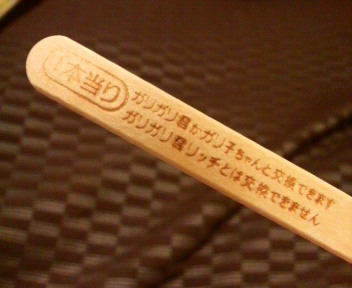 1本当り
ガリガリ君かガリ子ちゃんと交換できます
ガリガリ君リッチとは交換できません